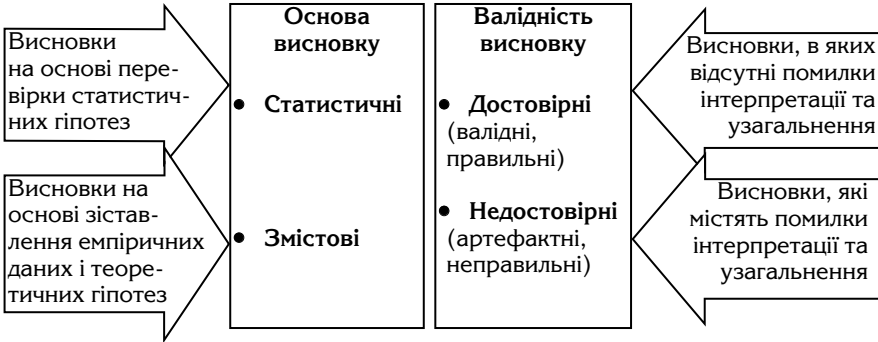 Висновки
на основі пере-
вірки статистич-
них гіпотез
Висновки на
основі зістав-
лення емпіричних
даних і теоре-
тичних гіпотез
Основа
висновку
• Статистичні
• Змістові
Валідність
висновку
• Достовірні
(валідні,
правильні)
• Недостовірні
(артефактні,
неправильні)
Висновки, в яких
відсутні помилки
інтерпретації та
узагальнення
Висновки, які
містять помилки
інтерпретації та
узагальнення